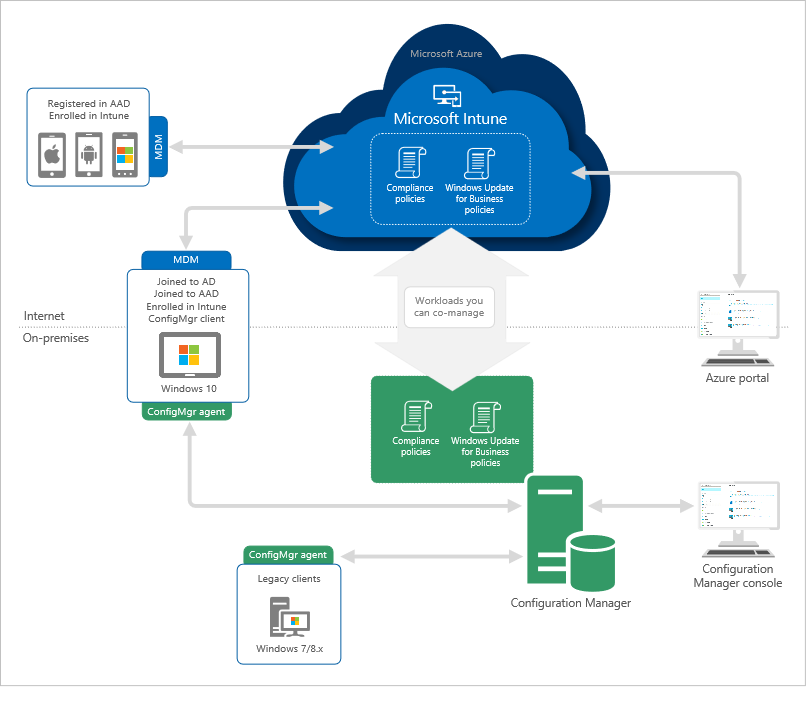 Microsoft Azure
Microsoft Intune
Compliance
policies
Windows Update
for Business
policies
Registered in AAD
Enrolled in Intune
MDM
MDM
Joined to AD
Joined to AAD
Enrolled in Intune
ConfigMgr client
Windows 10
ConfigMgr agent
Internet
On-premises
Workloads you
can co-manage
Azure portal
Compliance
policies
Windows Update
for Business
policies
Configuration Manager
Configuration
Manager console
ConfigMgr agent
Legacy clients
Windows 7/8.x